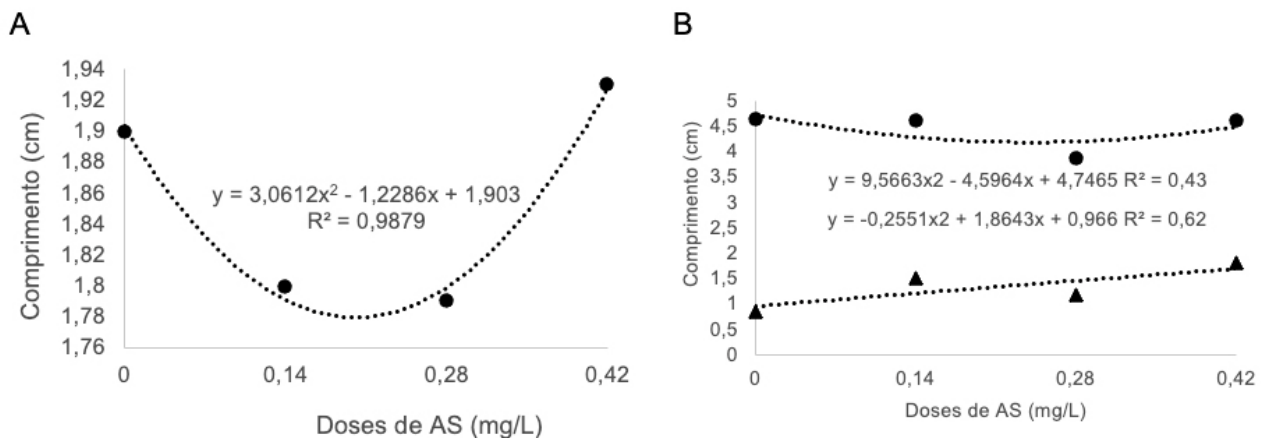 A
Comprimento (cm)
1,94
1,92
1,9
1,88
1,86
1,84
1,82
1,8
1,78
1,76
y = 3,0612x² - 1,2286x + 1,903
R² = 0,9879
0 0,14 0,28 0,42
Doses de AS (mg/L)
B
Comprimento (cm)
5
4,5
4
3,5
3
2,5
2
1,5
1
0,5
0
y = 9,5663x2 - 4,5964x + 4,7465 R² = 0,43
y = -0,2551x2 + 1,8643x + 0,966 R² = 0,62
0 0,14 0,28 0,42
Doses de AS (mg/L)